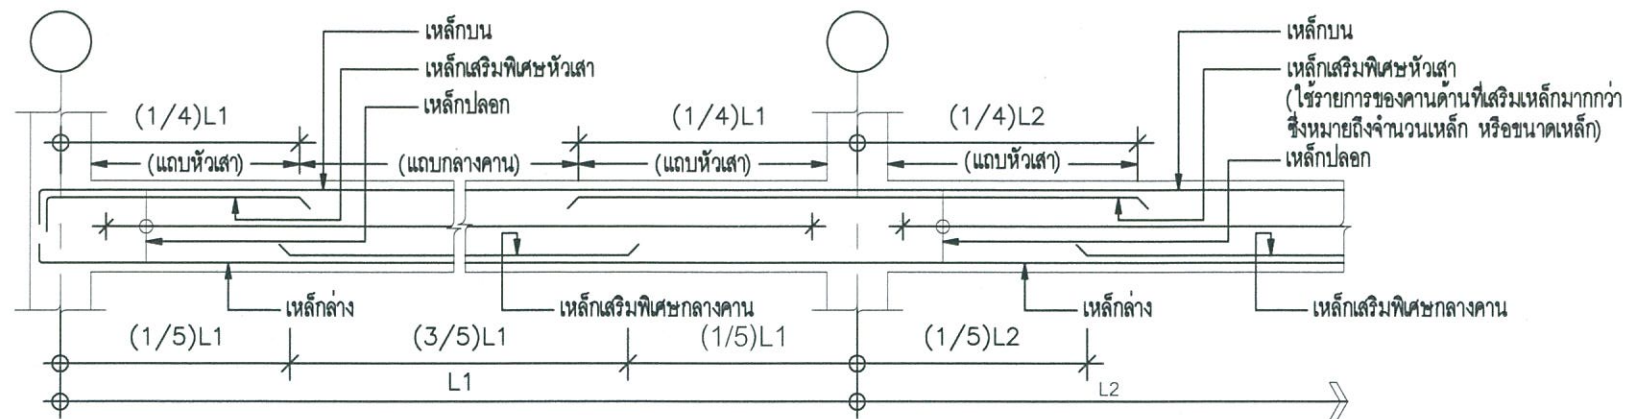 เหล็กบน
เหล็กเสริมพิเศษหัวเสา
เหล็กปลอก
(1/4)L1
(1/4)L1
(1/4)L2
เหล็กบน
เหล็กเสริมพิเศษหัวเสา
(ใช้รายการของคานด้านที่เสริมเหล็กมากกว่า
ซึ่งหมายถึงจำนวนเหล็ก หรือขนาดเหล็ก)
เหล็กปลอก
(แถบหัวเสา)
(แถบกลางคาน)
(แถบหัวเสา)
(แถบหัวเสา)
เหล็กล่าง
เหล็กเสริมพิเศษกลางคาน
เหล็กล่าง
เหล็กเสริมพิเศษกลางคาน
(1/5)L1
(3/5)L1
(1/5)L1
(1/5)L2
L1
L2